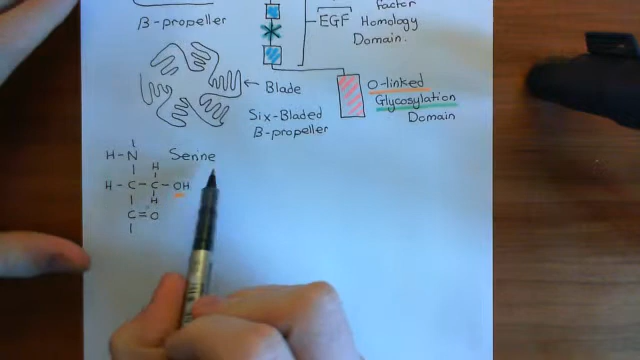 factor
EGF Homology
Domain.
β-propeller
← Blade
Six-Bladed
β-propeller
O-linked
Glycosylation
Domain
Serine
H-N
H
H-C-C-OH
H
C=O